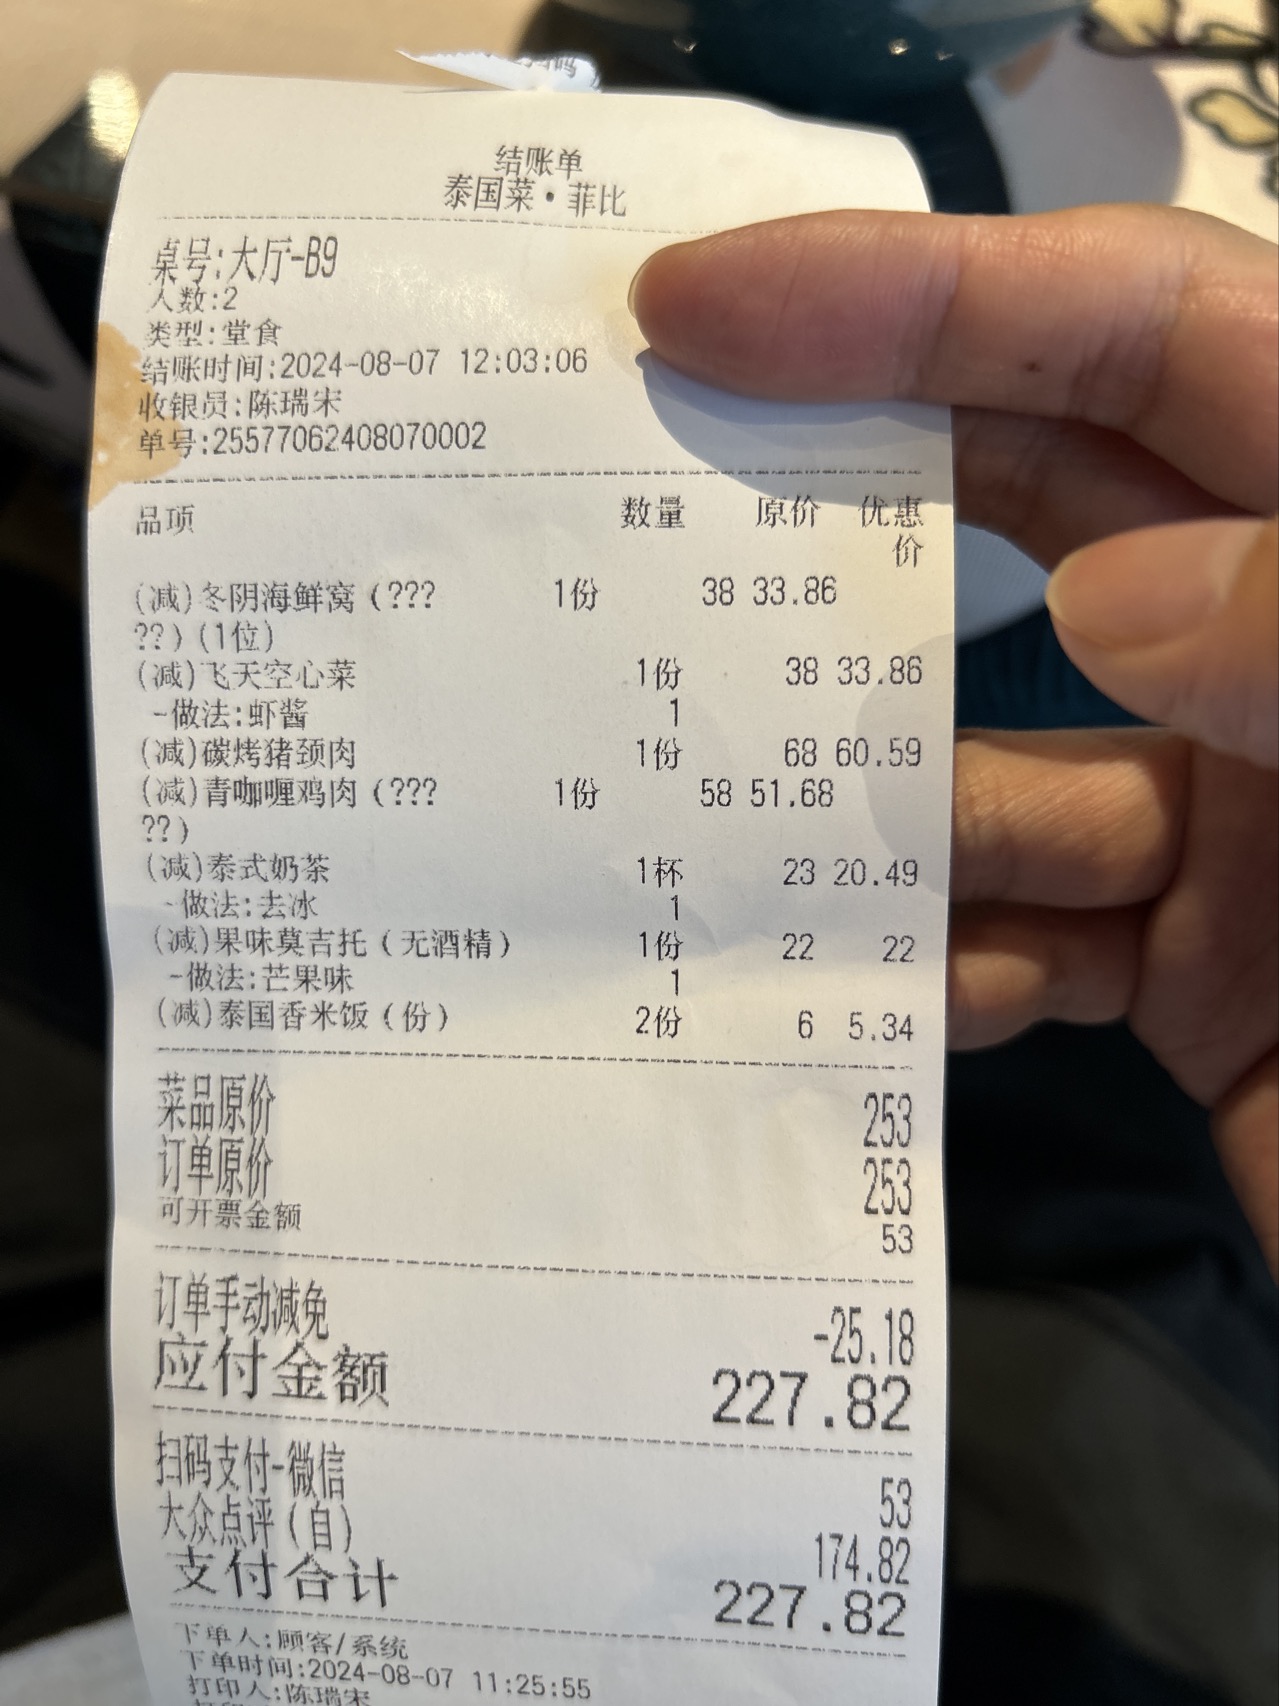 码
结账单
泰国菜·菲比
桌号:大厅-B9
人数:2
类型:堂食
结账时间:2024-08-07 12:03:06
收银员:陈瑞宋
单号:25577062408070002
品项 数量 原价 优惠
价
(减)冬阴海鲜窝(??? 1份 38 33.86
??)(1位)
(减)飞天空心菜 1份 38 33.86
-做法:虾酱 1
(减)碳烤猪颈肉 1份 68 60.59
(减)青咖喱鸡肉(??? 1份 58 51.68
??)
(减)泰式奶茶 1杯 23 20.49
-做法:去冰 1
(减)果味莫吉托(无酒精) 1份 22 22
-做法:芒果味 1
(减)泰国香米饭(份) 2份 6 5.34
菜品原价 253
订单原价 253
可开票金额 53
订单手动减免 -25.18
应付金额 227.82
扫码支付-微信 53
大众点评(自) 174.82
支付合计 227.82
下单人:顾客/系统
下单时间:2024-08-07 11:25:55
打印人:陈瑞宋